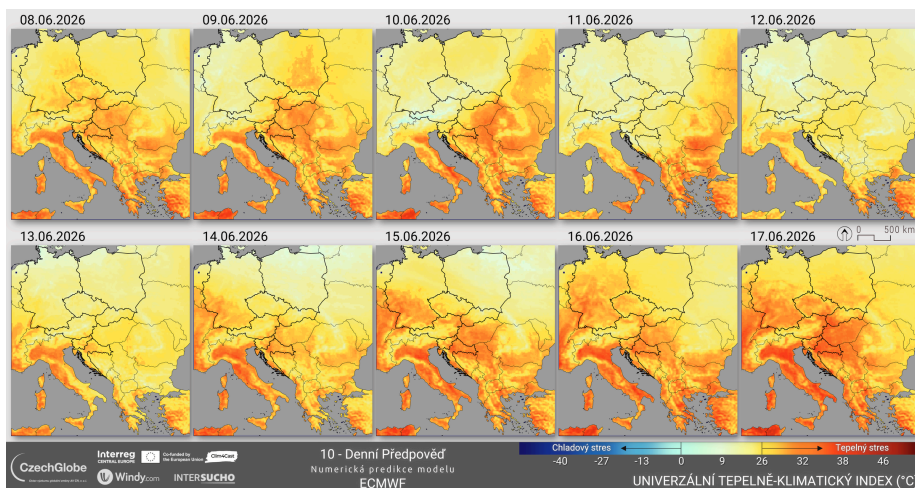 08.06.2026
09.06.2026
10.06.2026
11.06.2026
12.06.2026
0 500 km
13.06.2026
14.06.2026
15.06.2026
16.06.2026
17.06.2026
CzechGlobe
Interreg
CENTRAL EUROPE
Co-funded by
the European Union
Clim4Cast
Windy.com
INTERSUCHO
10 - Denní Předpověď
Numerická predikce modelu
ECMWF
Chladový stres
Tepelný stres
-40 -27 -13 0 9 26 32 38 46
UNIVERZÁLNÍ TEPELNĚ-KLIMATICKÝ INDEX (°C)